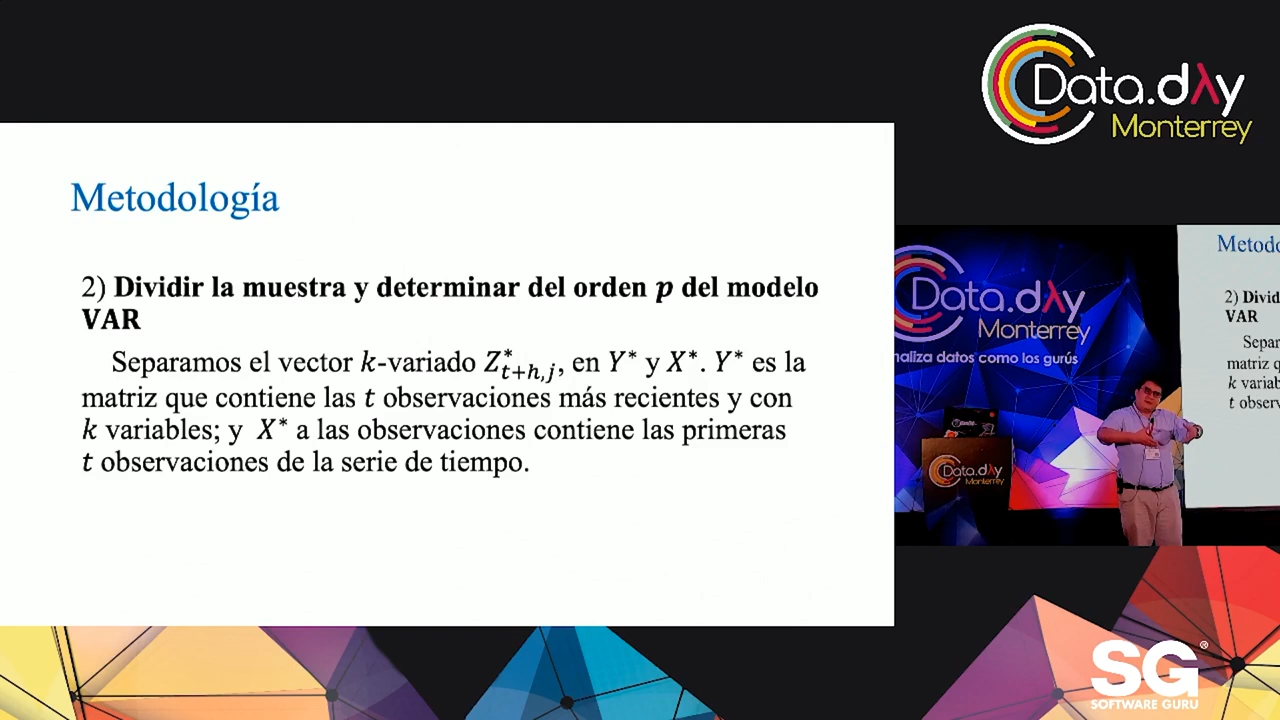 Data.dλy
Monterrey
Metodología
2) Dividir la muestra y determinar del orden p del modelo
VAR
Separamos el vector k-variado Z*t+h,j, en Y* y X*. Y* es la
matriz que contiene las t observaciones más recientes y con
k variables; y X* a las observaciones contiene las primeras
t observaciones de la serie de tiempo.
Data.dλy
Monterrey
naliza datos como los gurús
Data.dλy
Monterrey
Metodo
2) Divid
VAR
Separ
matriz q
k variab
t observ
SG
SOFTWARE GURU